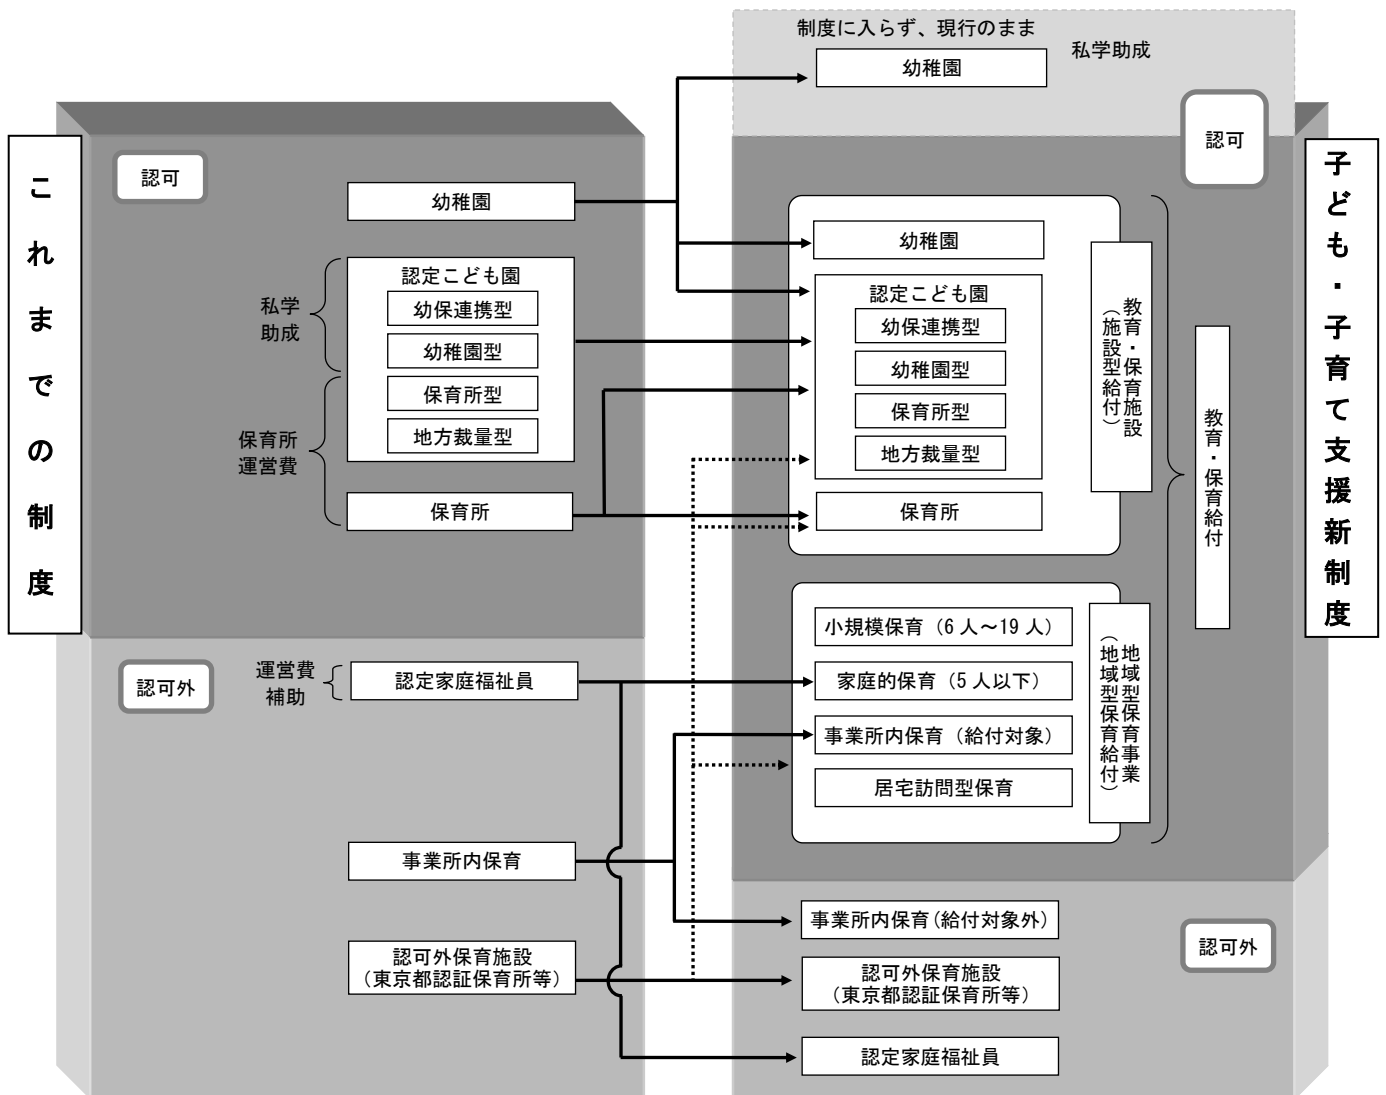 これまでの制度
認可
幼稚園
認定こども園
幼保連携型
幼稚園型
保育所型
地方裁量型
私学
助成
保育所
運営費
保育所
認可外
運営費
補助
認定家庭福祉員
事業所内保育
認可外保育施設
（東京都認証保育所等）
制度に入らず、現行のまま
幼稚園
私学助成
認可
幼稚園
認定こども園
幼保連携型
幼稚園型
保育所型
地方裁量型
保育所
教育・保育施設
（施設型給付）
小規模保育（6 人～19 人）
家庭的保育（5 人以下）
事業所内保育（給付対象）
居宅訪問型保育
地域型保育事業
（地域型保育給付）
教育・保育給付
事業所内保育(給付対象外)
認可外保育施設
（東京都認証保育所等）
認定家庭福祉員
認可外
子ども・子育て支援新制度